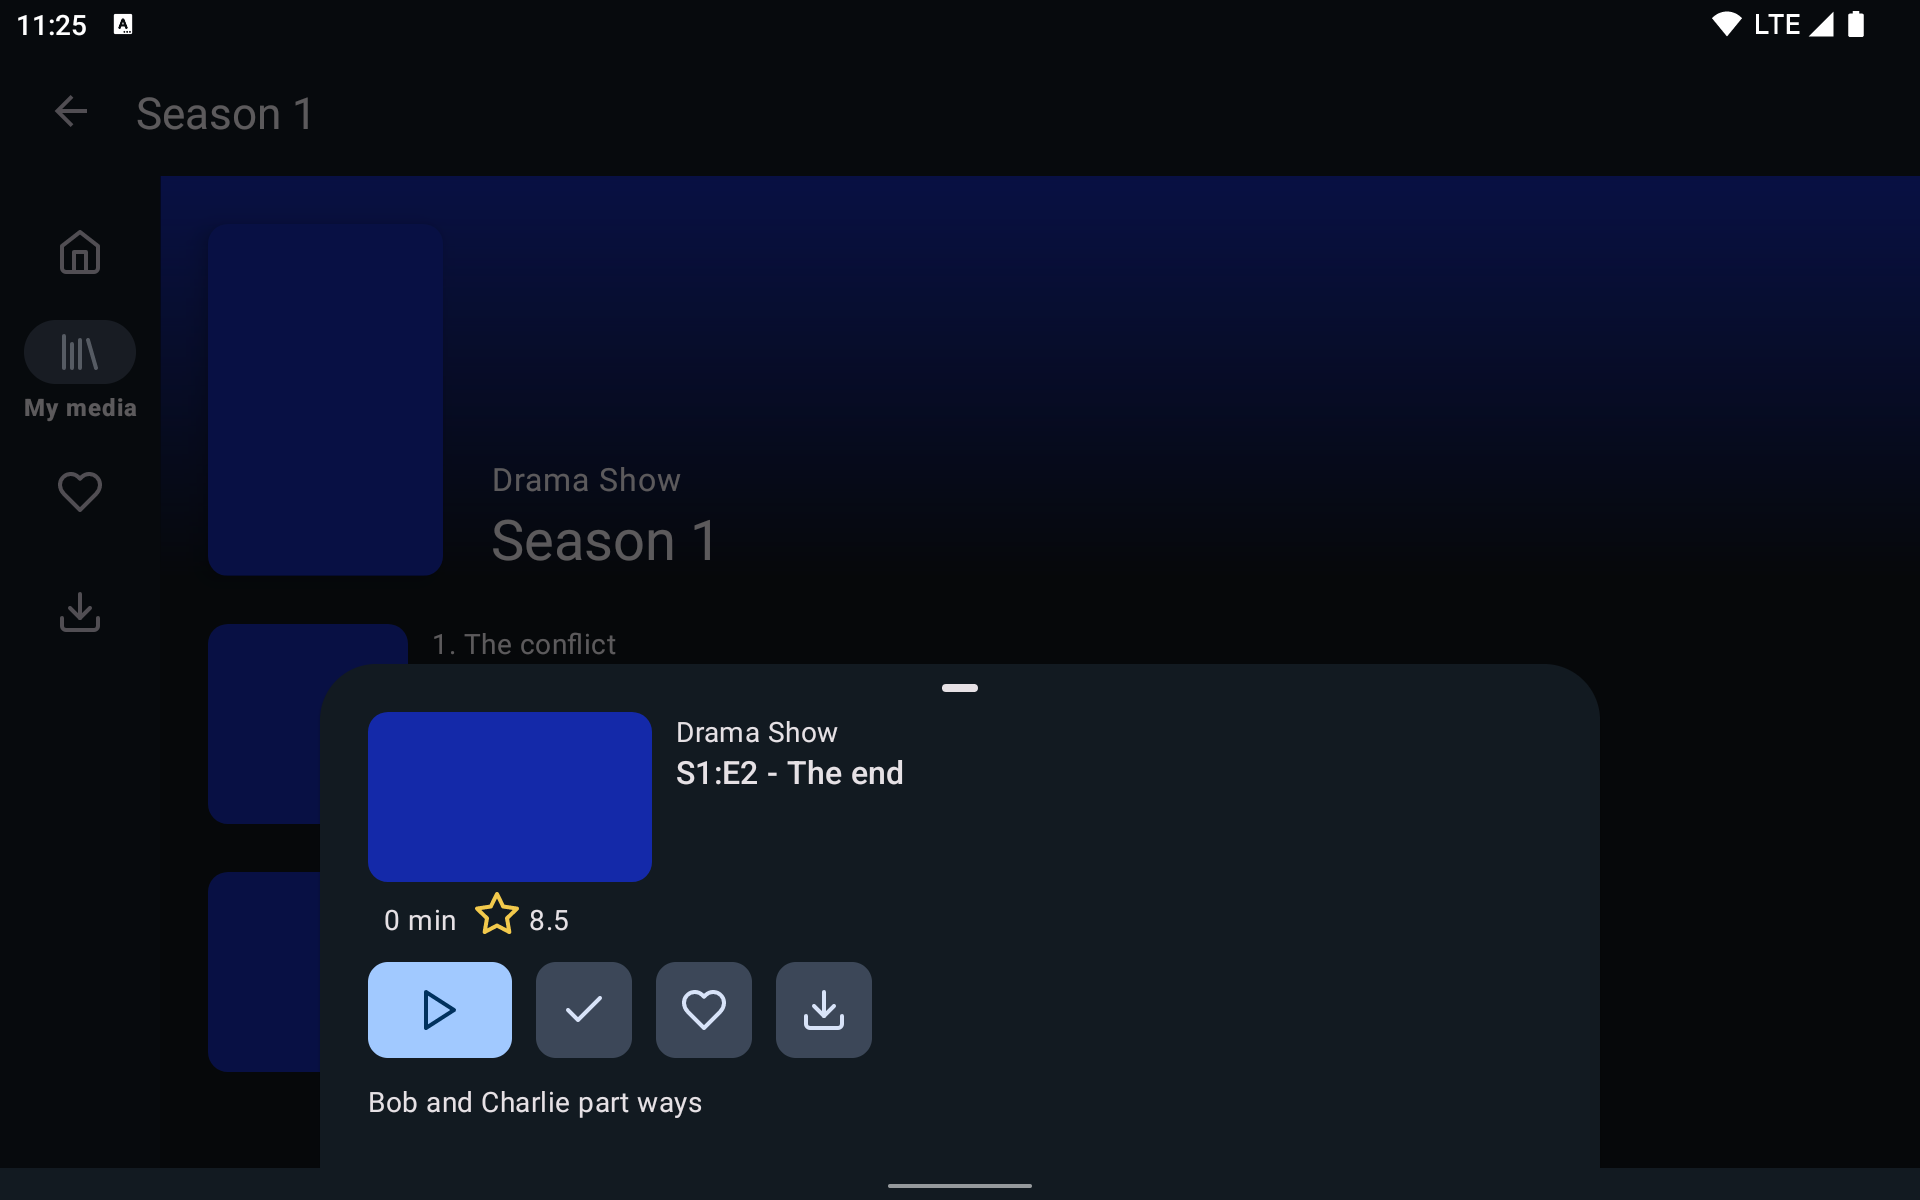 11:25
LTE
Season 1
My media
Drama Show
Season 1
1. The conflict
Drama Show
S1:E2 - The end
0 min 8.5
Bob and Charlie part ways